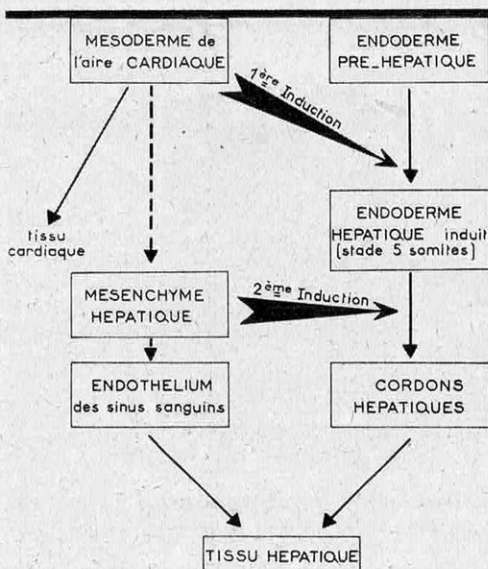 MESODERME de
l'aire CARDIAQUE
ENDODERME
PRE_HEPATIQUE
1ère Induction
tissu
cardiaque
ENDODERME
HEPATIQUE induit
(stade 5 somites)
MESENCHYME
HEPATIQUE
2ème Induction
ENDOTHELIUM
des sinus sanguins
CORDONS
HEPATIQUES
TISSU HEPATIQUE